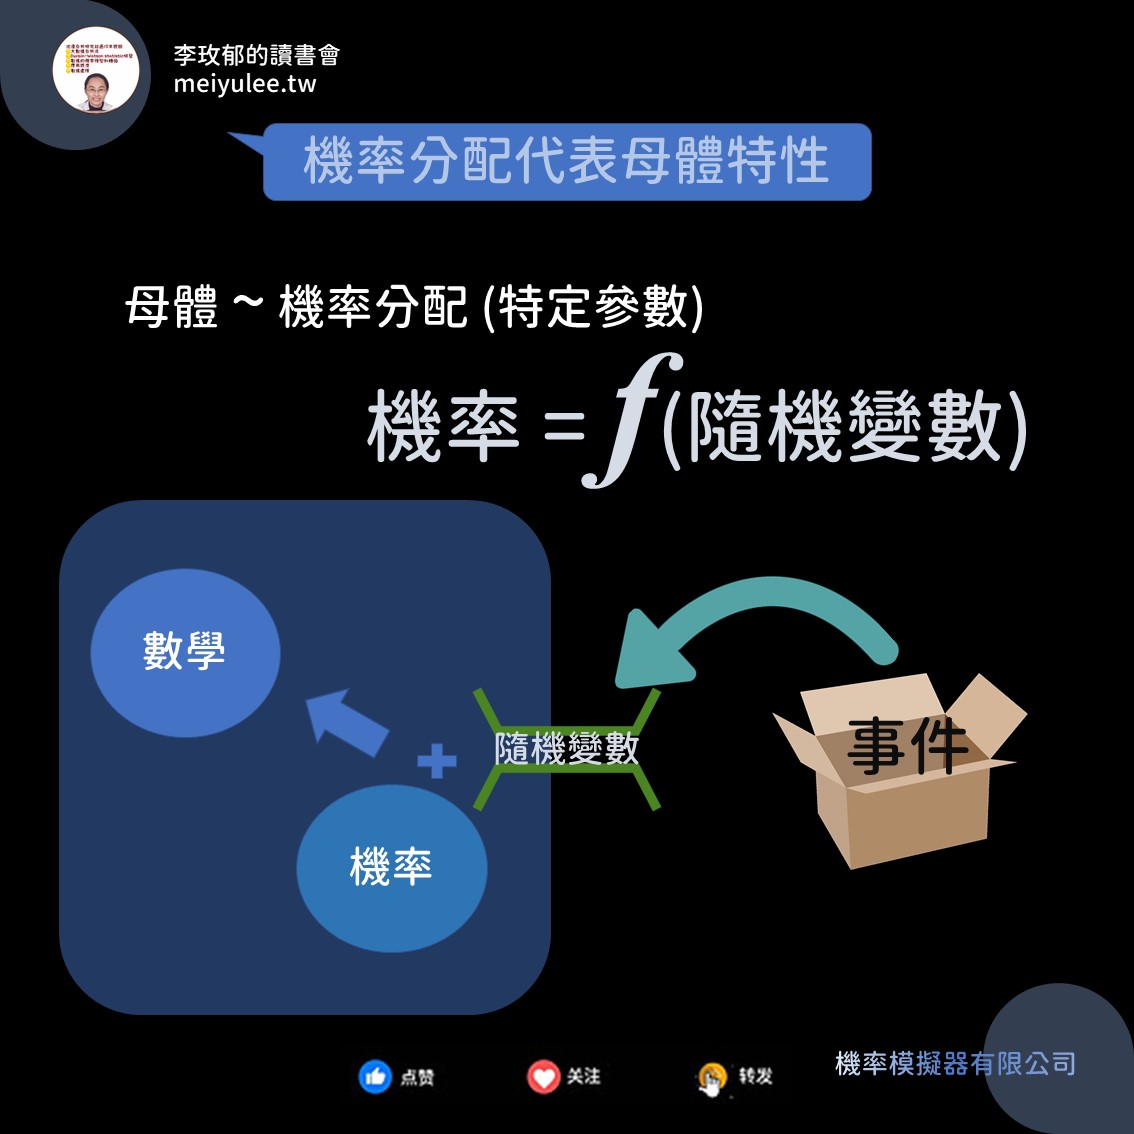 李玫郁的讀書會
meiyulee.tw
機率分配代表母體特性
母體 ~ 機率分配 (特定參數)
機率 = f(隨機變數)
數學
隨機變數
事件
機率
点赞
关注
转发
機率模擬器有限公司